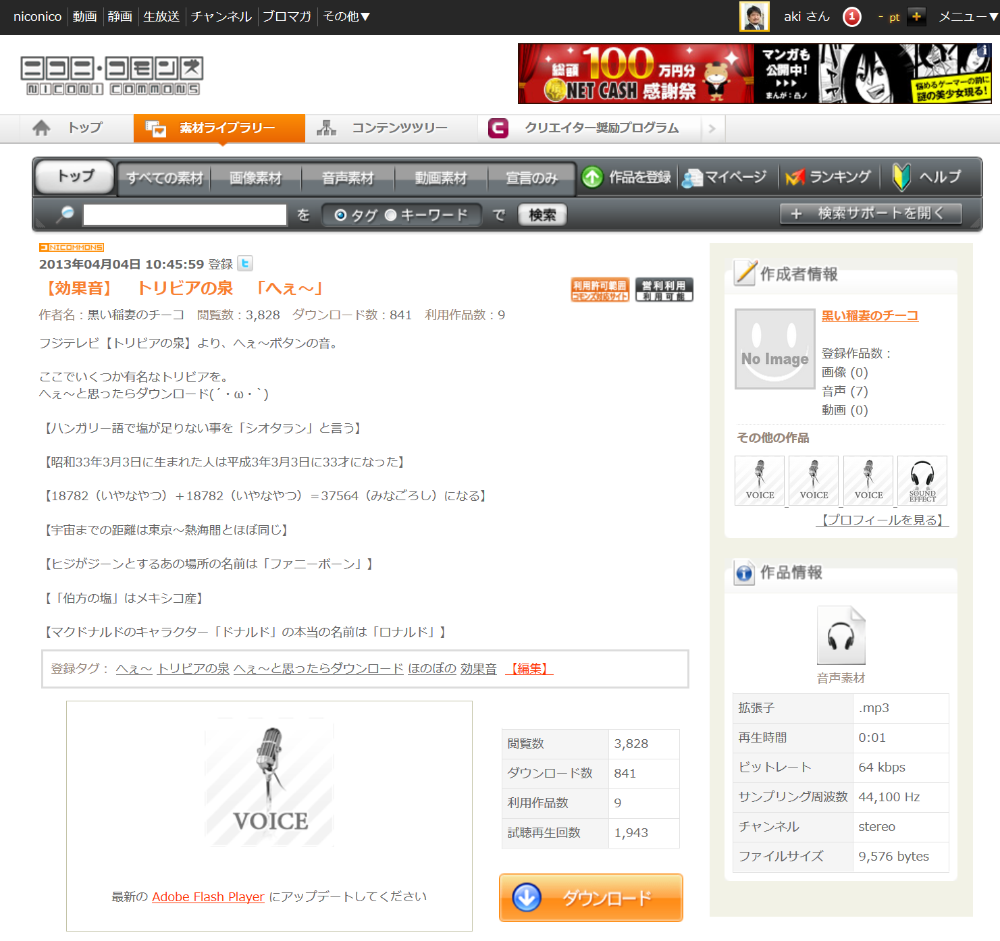 niconico 動画 静画 生放送 チャンネル ブロマガ その他▼ aki さん 1 - pt + メニュー▼
ニコニ・コモンズ
NICONI COMMONS
総額100万円分
NET CASH 感謝祭
マンガも
公開中!
まんが:凸ノ
悩めるゲーマーの前に
謎の美少女現る!
トップ 素材ライブラリー コンテンツツリー C クリエイター奨励プログラム
トップ すべての素材 画像素材 音声素材 動画素材 宣言のみ 作品を登録 マイページ ランキング ヘルプ
を タグ キーワード で 検索 + 検索サポートを開く
NICOMMONS
2013年04月04日 10:45:59 登録
【効果音】 トリビアの泉 「へぇ～」
利用許可範囲
コモンズ対応サイト
営利利用
利用可能
作者名：黒い稲妻のチーコ 閲覧数：3,828 ダウンロード数：841 利用作品数：9
フジテレビ【トリビアの泉】より、へぇ～ボタンの音。
ここでいくつか有名なトリビアを。
へぇ～と思ったらダウンロード(´・ω・`)
【ハンガリー語で塩が足りない事を「シオタラン」と言う】
【昭和33年3月3日に生まれた人は平成3年3月3日に33才になった】
【18782（いやなやつ）＋18782（いやなやつ）＝37564（みなごろし）になる】
【宇宙までの距離は東京～熱海間とほぼ同じ】
【ヒジがジーンとするあの場所の名前は「ファニーボーン」】
【「伯方の塩」はメキシコ産】
【マクドナルドのキャラクター「ドナルド」の本当の名前は「ロナルド」】
登録タグ： へぇ～ トリビアの泉 へぇ～と思ったらダウンロード ほのぼの 効果音 【編集】
VOICE
最新の Adobe Flash Player にアップデートしてください
閲覧数 3,828
ダウンロード数 841
利用作品数 9
試聴再生回数 1,943
ダウンロード
作成者情報
No Image
黒い稲妻のチーコ
登録作品数：
画像 (0)
音声 (7)
動画 (0)
その他の作品
VOICE VOICE VOICE SOUND EFFECT
【プロフィールを見る】
作品情報
音声素材
拡張子 .mp3
再生時間 0:01
ビットレート 64 kbps
サンプリング周波数 44,100 Hz
チャンネル stereo
ファイルサイズ 9,576 bytes